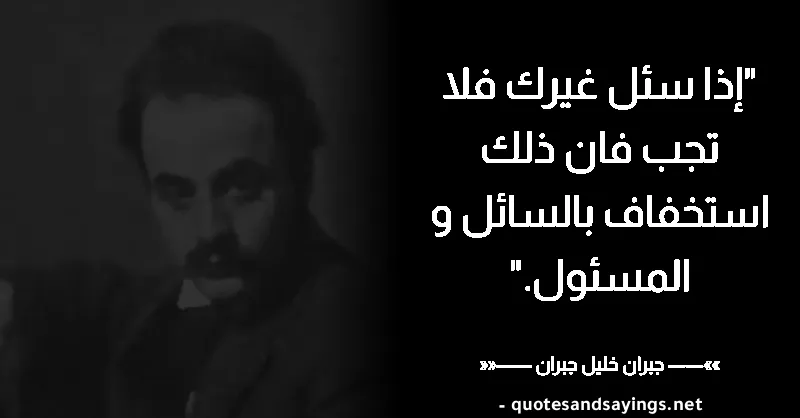 "إذا سئل غيرك فلا
تجب فان ذلك
استخفاف بالسائل و
المسئول."
»»—— جبران خليل جبران ——««
- quotesandsayings.net